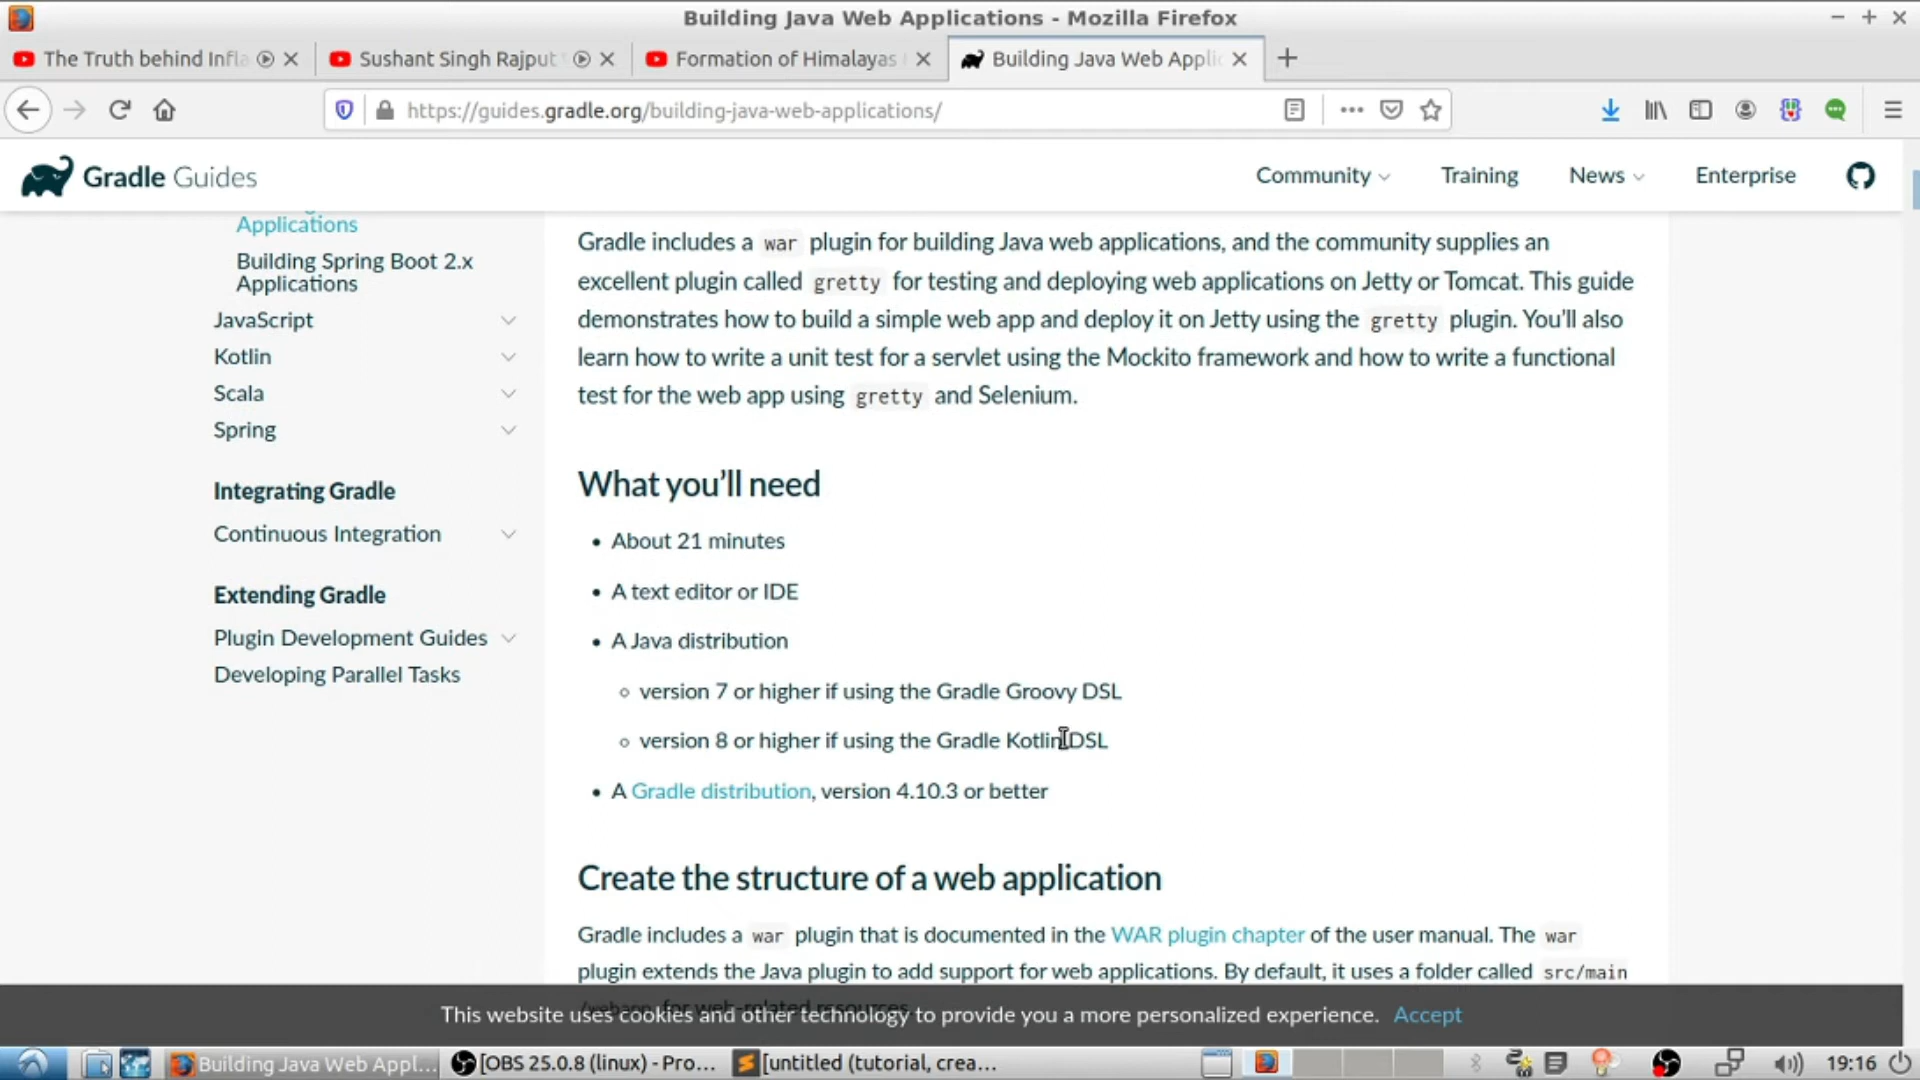 Building Java Web Applications - Mozilla Firefox
The Truth behind Infla
Sushant Singh Rajput
Formation of Himalayas
Building Java Web Applic
https://guides.gradle.org/building-java-web-applications/
Gradle Guides
Community
Training
News
Enterprise
Applications
Building Spring Boot 2.x
Applications
JavaScript
Kotlin
Scala
Spring
Integrating Gradle
Continuous Integration
Extending Gradle
Plugin Development Guides
Developing Parallel Tasks
Gradle includes a war plugin for building Java web applications, and the community supplies an
excellent plugin called gretty for testing and deploying web applications on Jetty or Tomcat. This guide
demonstrates how to build a simple web app and deploy it on Jetty using the gretty plugin. You’ll also
learn how to write a unit test for a servlet using the Mockito framework and how to write a functional
test for the web app using gretty and Selenium.
What you’ll need
• About 21 minutes
• A text editor or IDE
• A Java distribution
◦ version 7 or higher if using the Gradle Groovy DSL
◦ version 8 or higher if using the Gradle Kotlin DSL
• A Gradle distribution, version 4.10.3 or better
Create the structure of a web application
Gradle includes a war plugin that is documented in the WAR plugin chapter of the user manual. The war
plugin extends the Java plugin to add support for web applications. By default, it uses a folder called src/main
/webapp for web-related resources.
This website uses cookies and other technology to provide you a more personalized experience. Accept
Building Java Web Appl...
[OBS 25.0.8 (linux) - Pro...
[untitled (tutorial, crea...
19:16